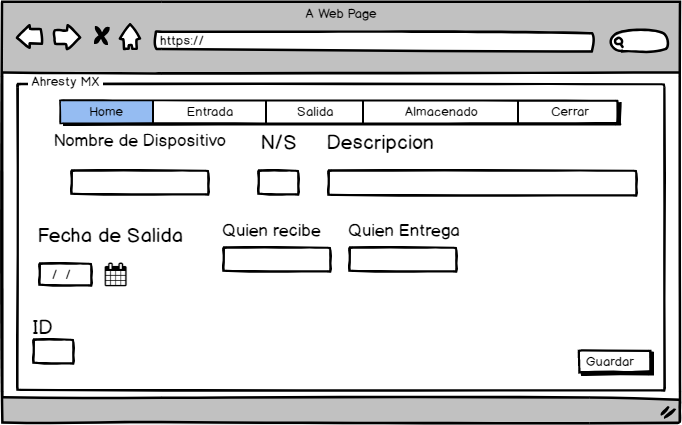 A Web Page
https://
Ahresty MX
Home Entrada Salida Almacenado Cerrar
Nombre de Dispositivo N/S Descripcion
Fecha de Salida Quien recibe Quien Entrega
/ /
ID
Guardar